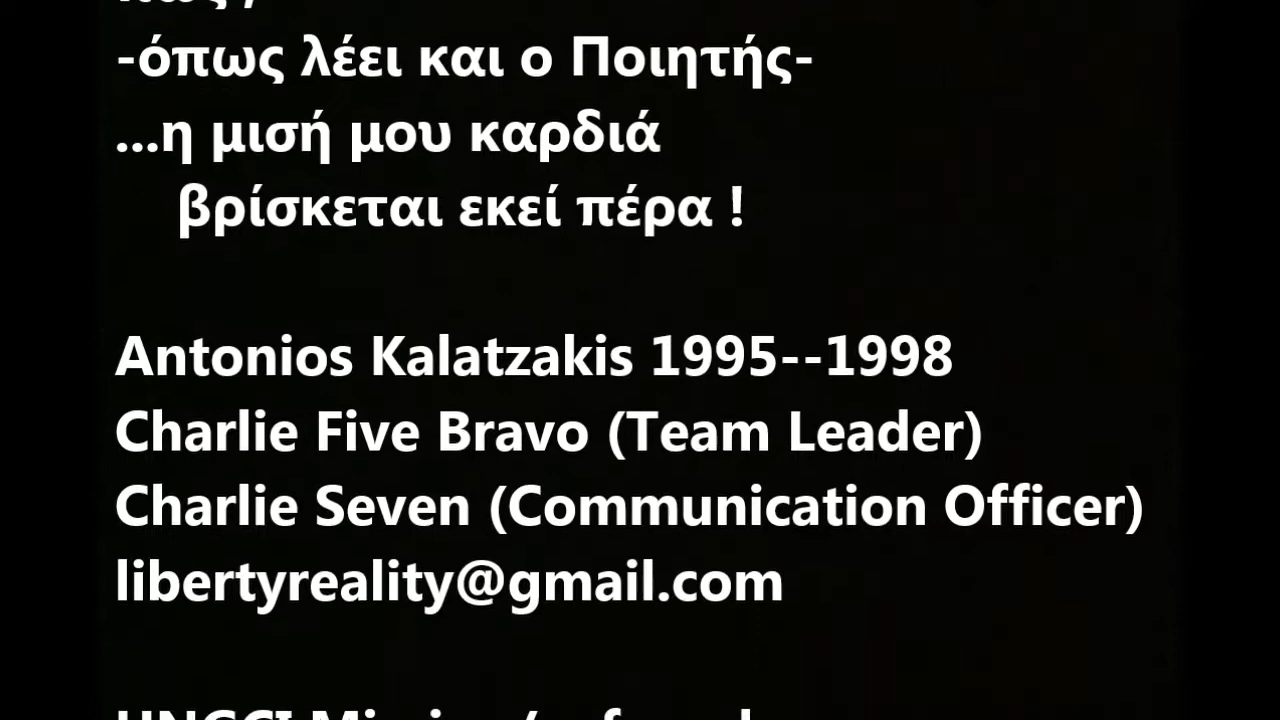 -όπως λέει και ο Ποιητής-
...η μισή μου καρδιά
βρίσκεται εκεί πέρα !
Antonios Kalatzakis 1995--1998
Charlie Five Bravo (Team Leader)
Charlie Seven (Communication Officer)
libertyreality@gmail.com